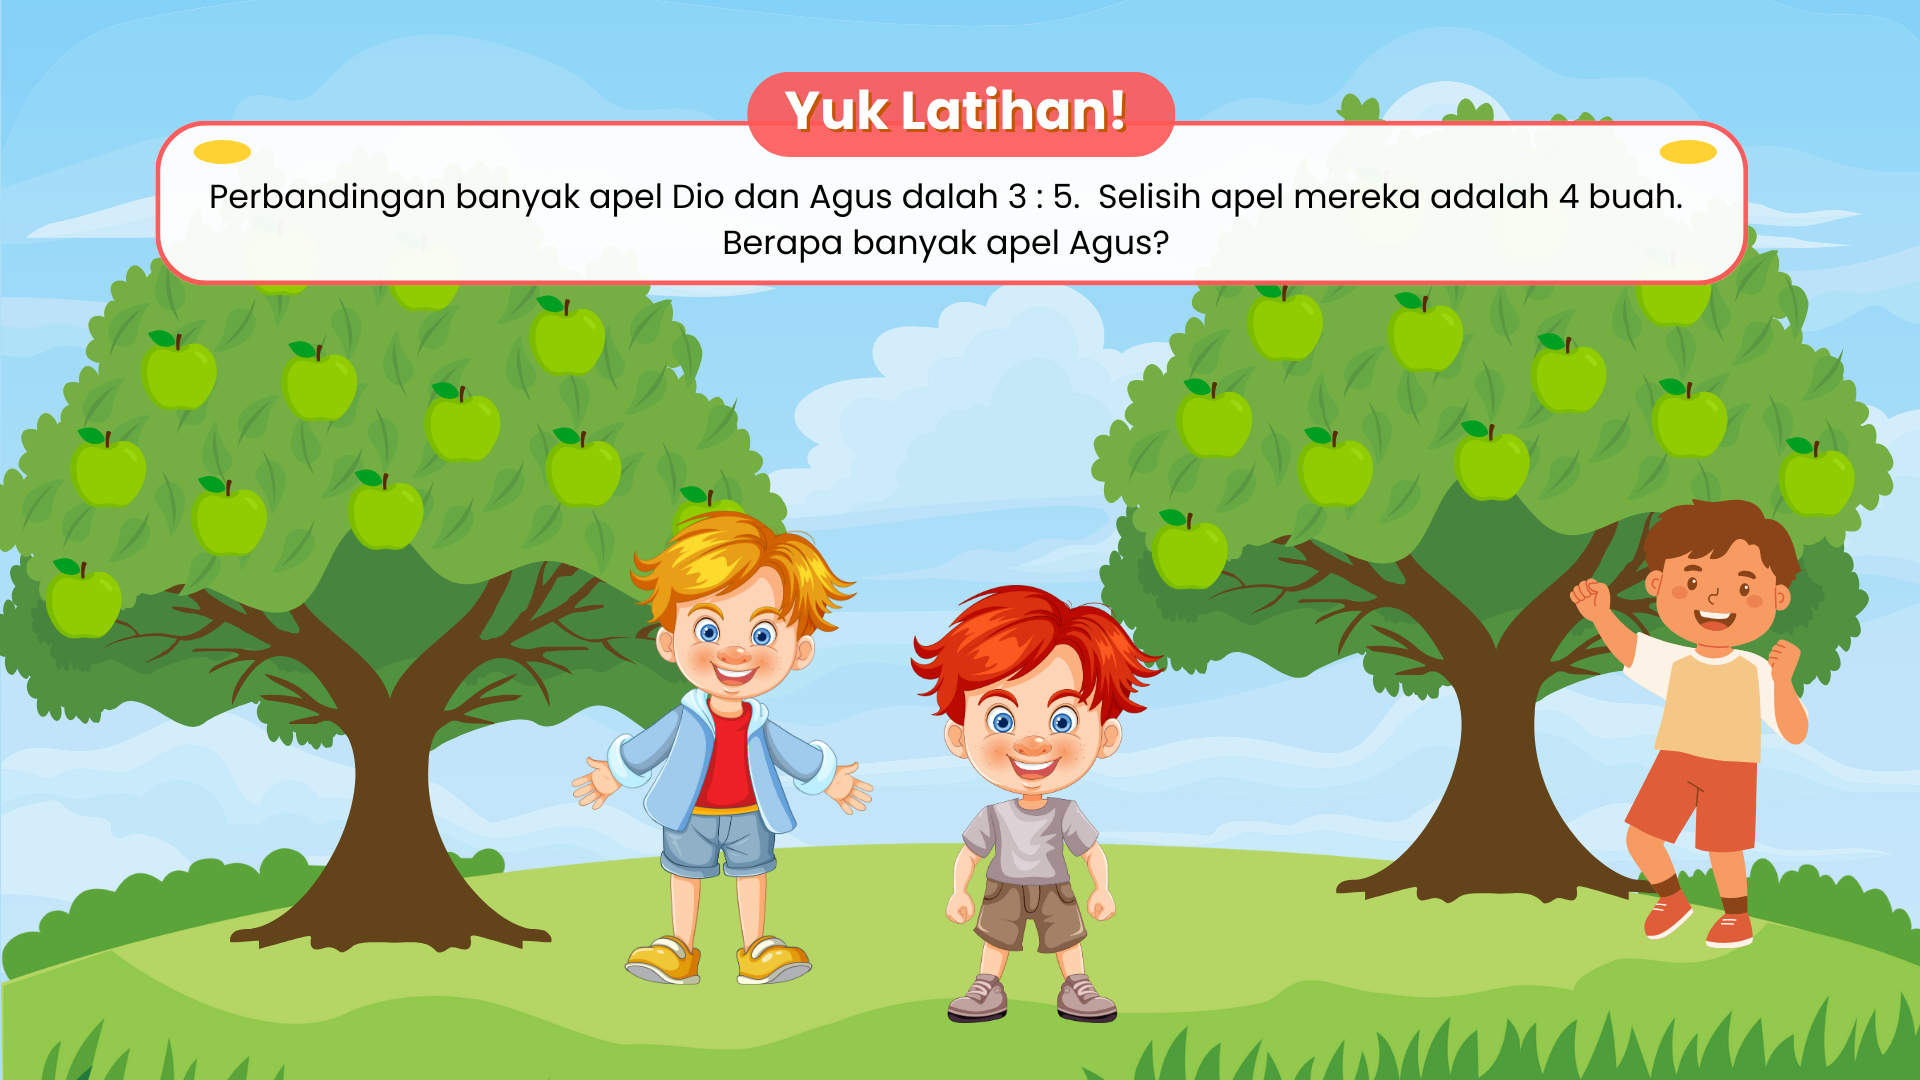 Yuk Latihan!
Perbandingan banyak apel Dio dan Agus dalah 3 : 5.  Selisih apel mereka adalah 4 buah.
Berapa banyak apel Agus?